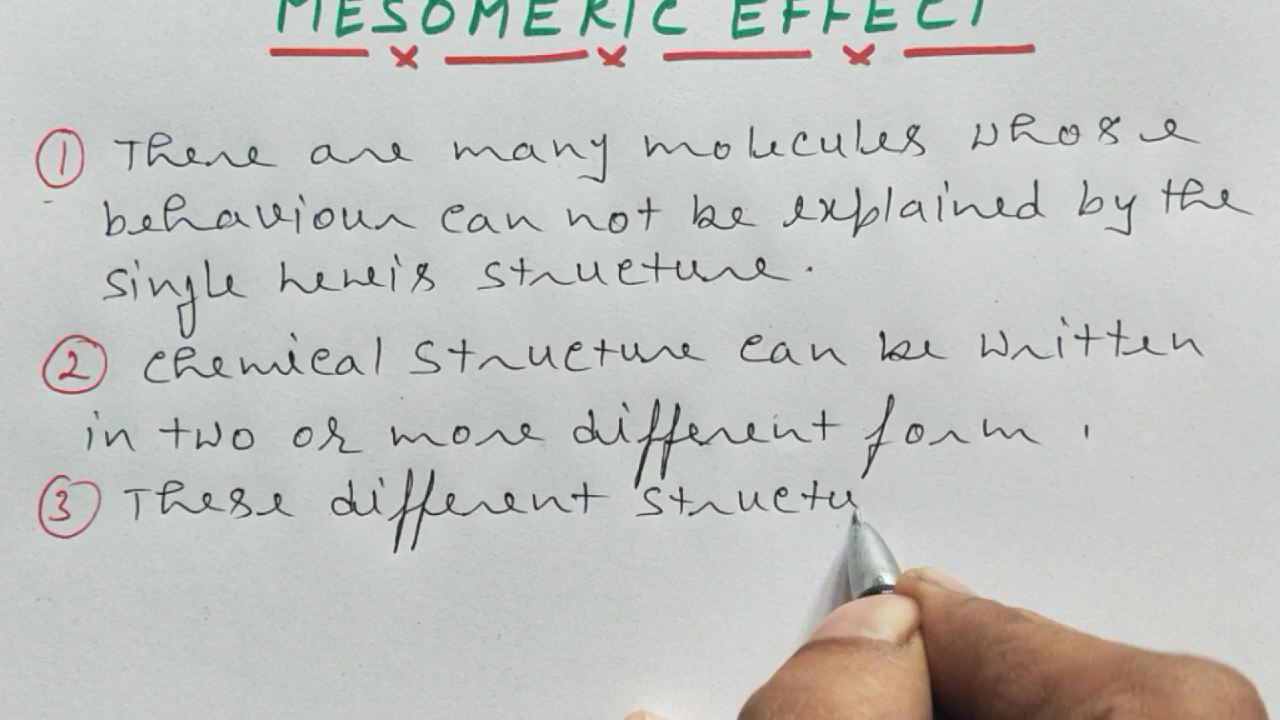 MESOMERIC EFFECT
① There are many molecules whose
behaviour can not be explained by the
single lewis structure.
② Chemical structure can be written
in two or more different form.
③ These different structu